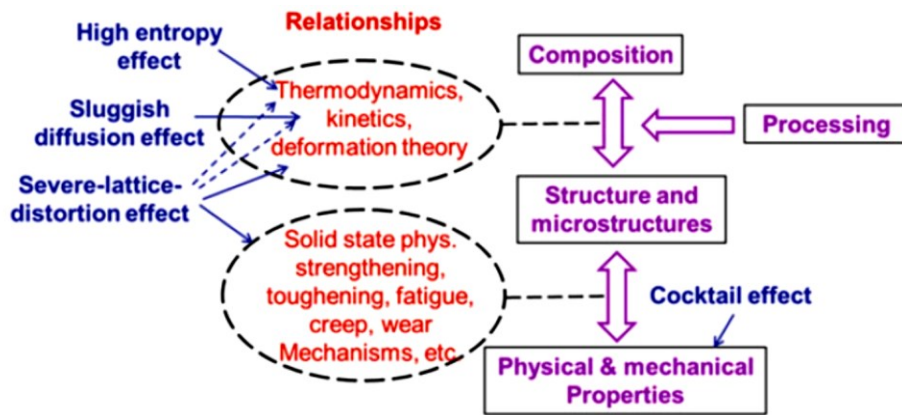 Relationships
High entropy
effect
Sluggish
diffusion effect
Severe-lattice-
distortion effect
Thermodynamics,
kinetics,
deformation theory
Solid state phys.
strengthening,
toughening, fatigue,
creep, wear
Mechanisms, etc
Composition
Processing
Structure and
microstructures
Cocktail effect
Physical & mechanical
Properties